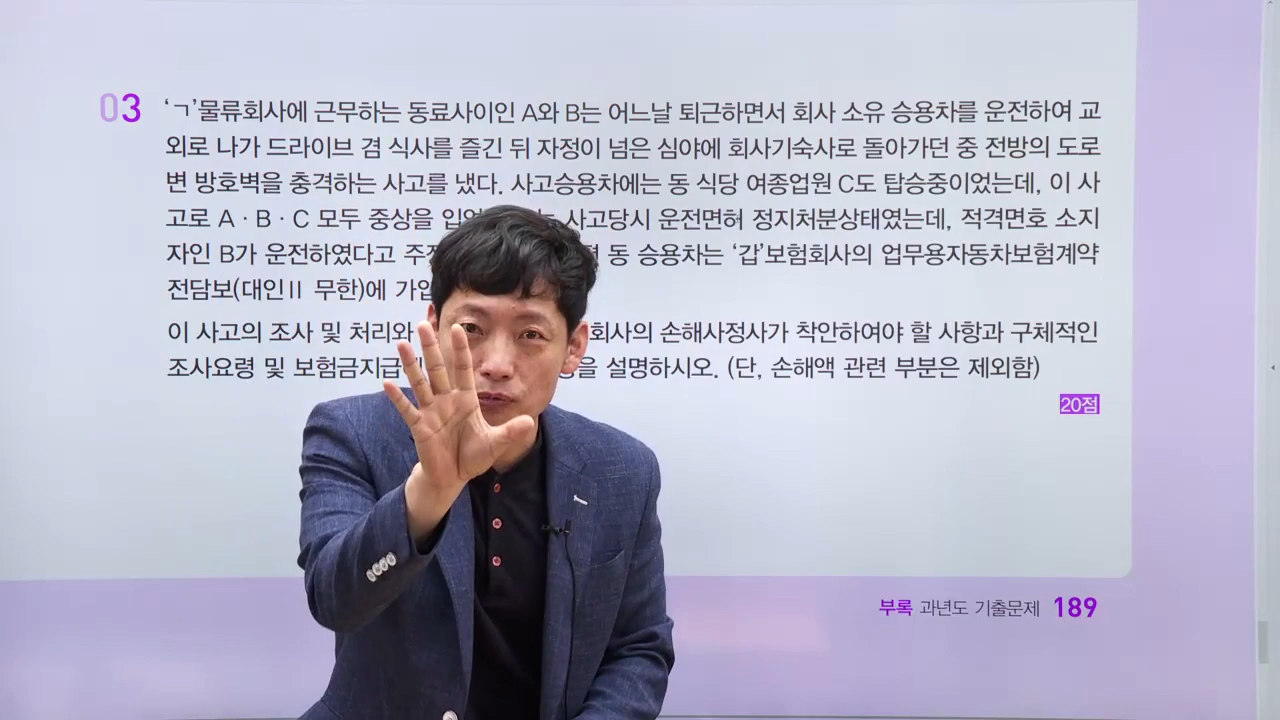 03 ‘ㄱ’물류회사에 근무하는 동료사이인 A와 B는 어느날 퇴근하면서 회사 소유 승용차를 운전하여 교
외로 나가 드라이브 겸 식사를 즐긴 뒤 자정이 넘은 심야에 회사기숙사로 돌아가던 중 전방의 도로
변 방호벽을 충격하는 사고를 냈다. 사고승용차에는 동 식당 여종업원 C도 탑승중이었는데, 이 사
고로 A · B · C 모두 중상을 사고당시 운전면허 정지처분상태였는데, 적격면호 소지
자인 B가 운전하였다고 동 승용차는 ‘갑’보험회사의 업무용자동차보험계약
전담보(대인Ⅱ 무한)에
이 사고의 조사 및 처리와 회사의 손해사정사가 착안하여야 할 사항과 구체적인
조사요령 및 설명하시오. (단, 손해액 관련 부분은 제외함)
20점
부록 과년도 기출문제 189